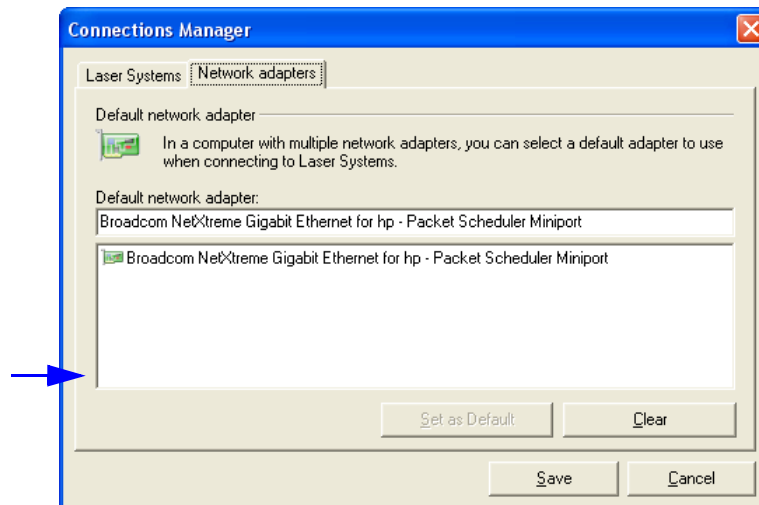 Connections Manager
Laser Systems
Network adapters
Default network adapter
In a computer with multiple network adapters, you can select a default adapter to use
when connecting to Laser Systems.
Default network adapter:
Broadcom NetXtreme Gigabit Ethernet for hp - Packet Scheduler Miniport
Broadcom NetXtreme Gigabit Ethernet for hp - Packet Scheduler Miniport
Set as Default
Clear
Save
Cancel